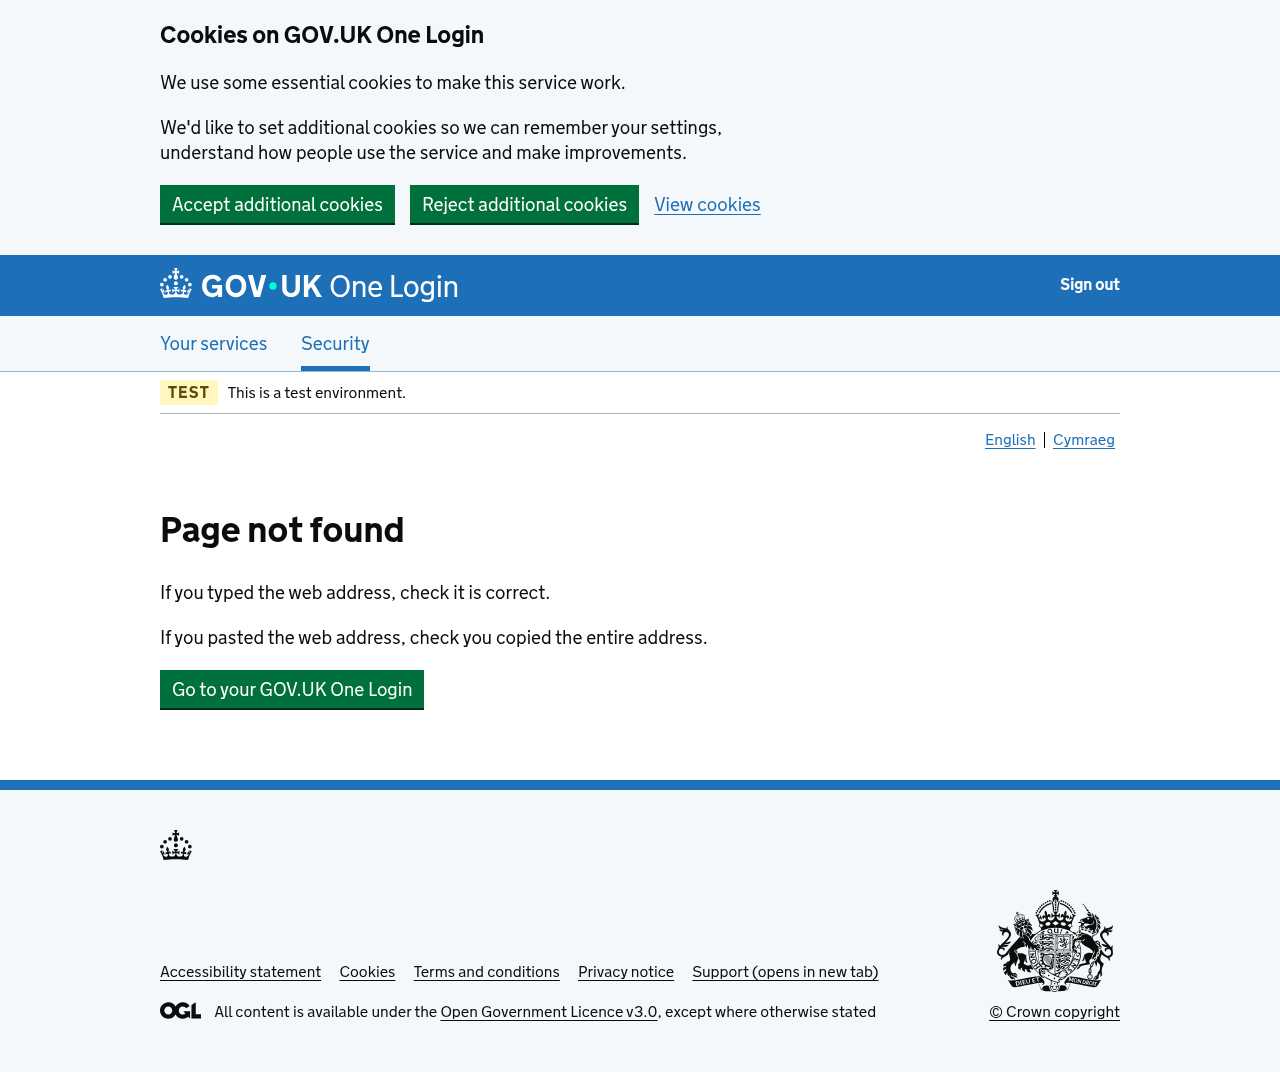 Cookies on GOV.UK One Login
We use some essential cookies to make this service work.
We'd like to set additional cookies so we can remember your settings,
understand how people use the service and make improvements.
Accept additional cookies Reject additional cookies View cookies
GOV·UK One Login Sign out
Your services Security
TEST This is a test environment.
English Cymraeg
Page not found
If you typed the web address, check it is correct.
If you pasted the web address, check you copied the entire address.
Go to your GOV.UK One Login
Accessibility statement Cookies Terms and conditions Privacy notice Support (opens in new tab)
OGL All content is available under the Open Government Licence v3.0, except where otherwise stated
© Crown copyright